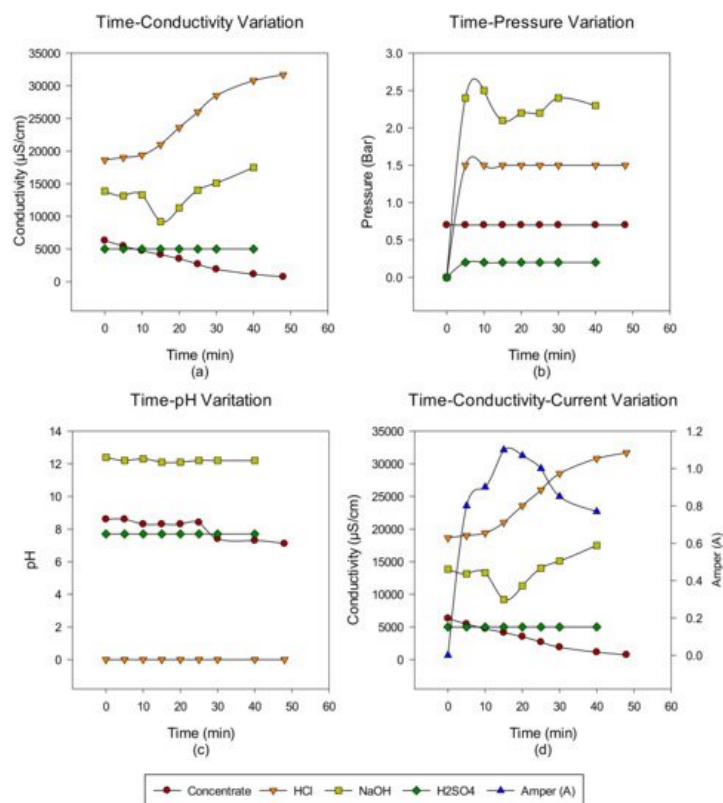 Time-Conductivity Variation
35000
30000
25000
20000
15000
10000
5000
0
Conductivity (µS/cm)
0 10 20 30 40 50 60
Time (min)
(a)
Time-Pressure Variation
3.0
2.5
2.0
1.5
1.0
0.5
0.0
Pressure (Bar)
0 10 20 30 40 50 60
Time (min)
(b)
Time-pH Varitation
14
12
10
8
6
4
2
0
pH
0 10 20 30 40 50 60
Time (min)
(c)
Time-Conductivity-Current Variation
35000
30000
25000
20000
15000
10000
5000
0
Conductivity (µS/cm)
1.2
1.0
0.8
0.6
0.4
0.2
0.0
Amper (A)
0 10 20 30 40 50 60
Time (min)
(d)
Concentrate HCl NaOH H2SO4 Amper (A)